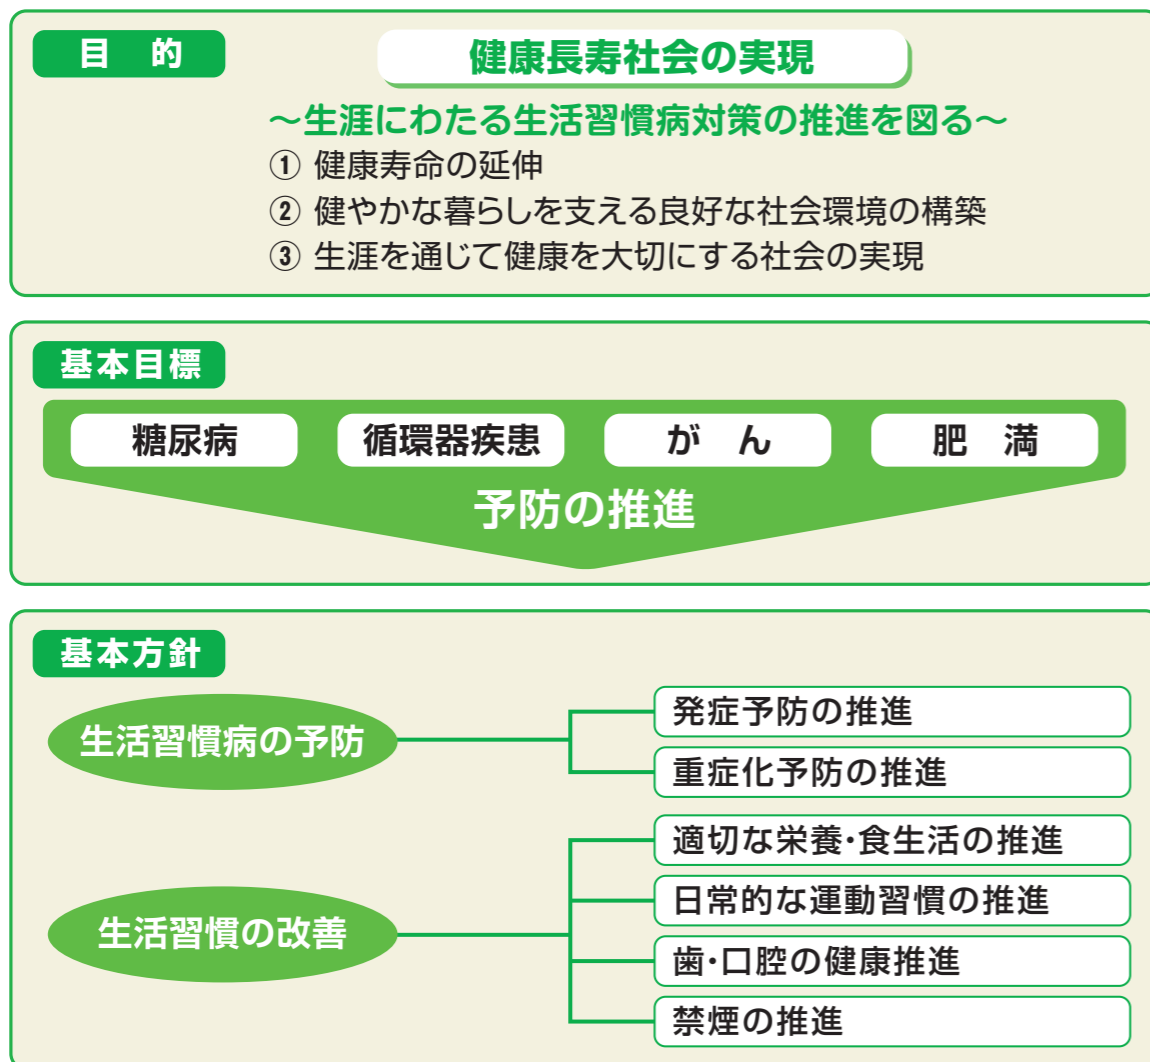 目 的
健康長寿社会の実現
～生涯にわたる生活習慣病対策の推進を図る～
① 健康寿命の延伸
② 健やかな暮らしを支える良好な社会環境の構築
③ 生涯を通じて健康を大切にする社会の実現
基本目標
糖尿病 循環器疾患 が ん 肥 満
予防の推進
基本方針
生活習慣病の予防
発症予防の推進
重症化予防の推進
生活習慣の改善
適切な栄養・食生活の推進
日常的な運動習慣の推進
歯・口腔の健康推進
禁煙の推進